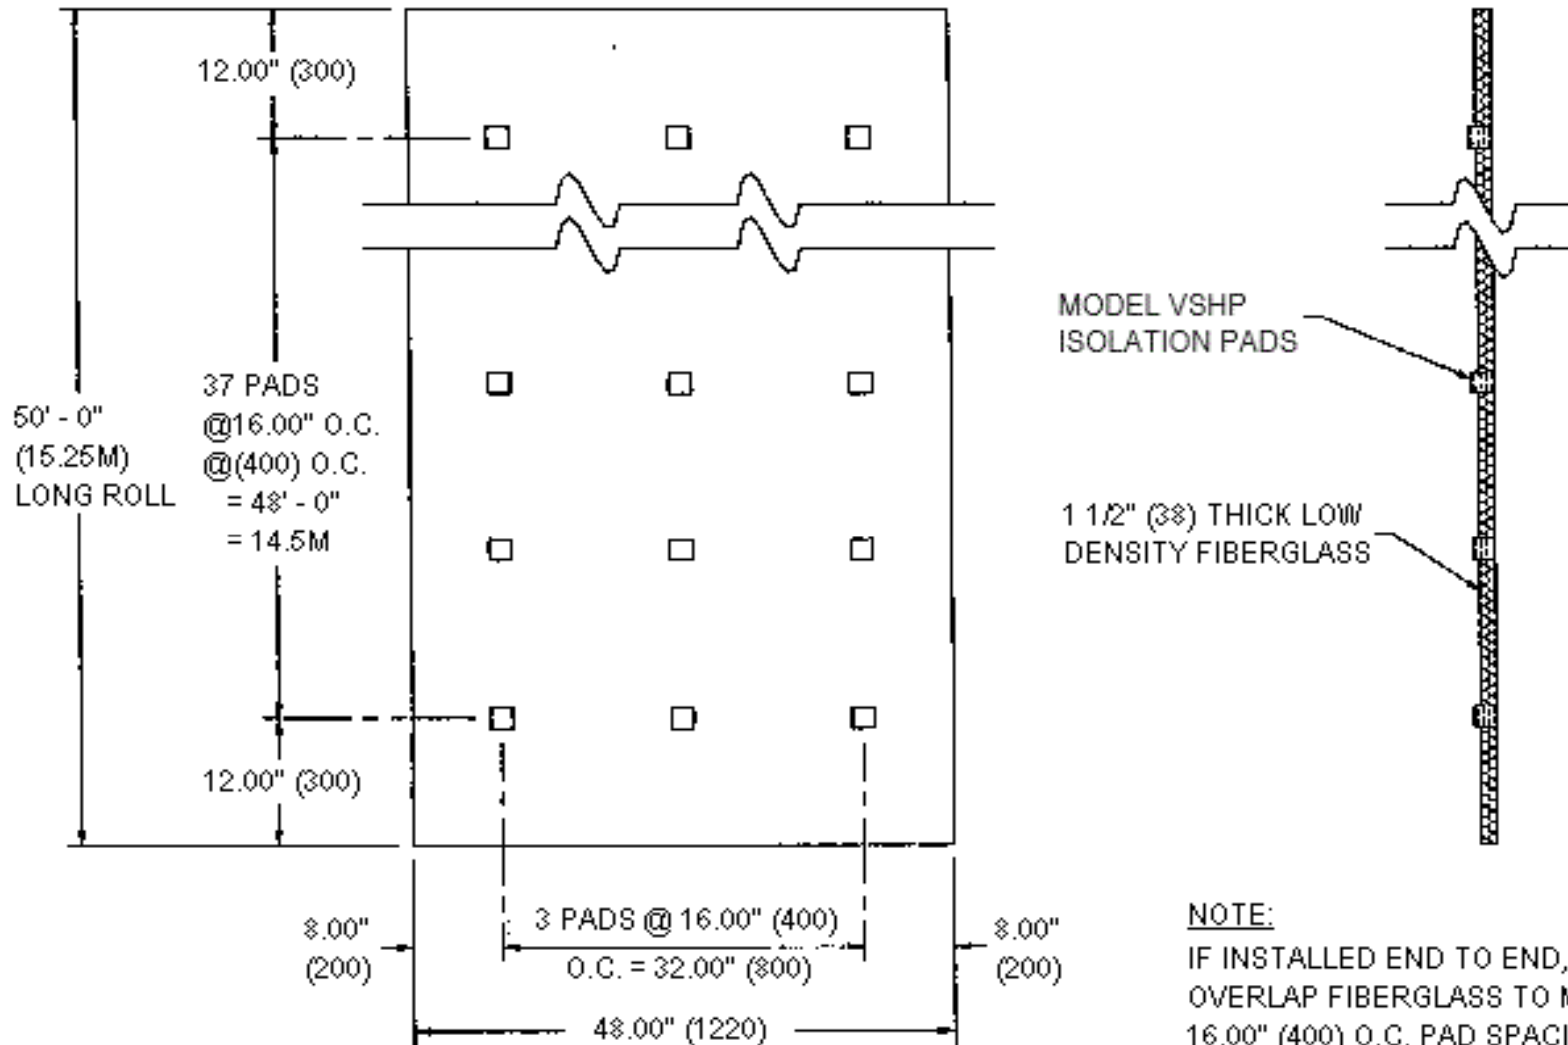 12.00" (300)
37 PADS
@16.00" O.C.
@(400) O.C.
= 48' - 0"
= 14.5M
50' - 0"
(15.25M)
LONG ROLL
12.00" (300)
MODEL VSHP
ISOLATION PADS
1 1/2" (38) THICK LOW
DENSITY FIBERGLASS
8.00"
(200)
3 PADS @ 16.00" (400)
O.C. = 32.00" (800)
8.00"
(200)
48.00" (1220)
NOTE:
IF INSTALLED END TO END,
OVERLAP FIBERGLASS TO
16.00" (400) O.C. PAD